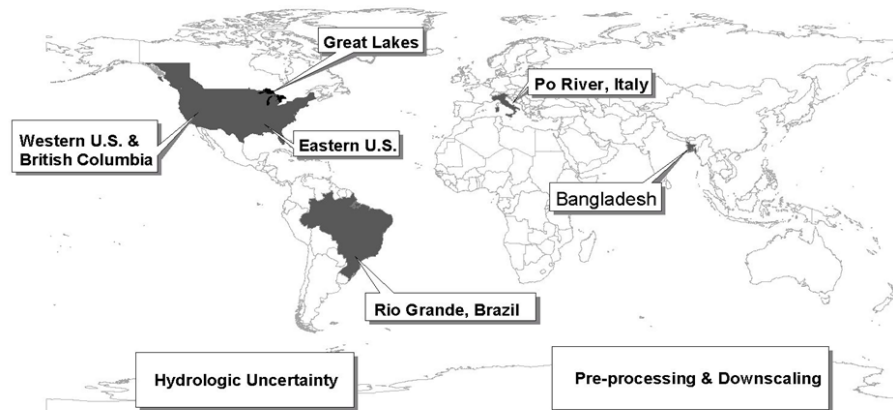 Great Lakes
Po River, Italy
Western U.S. &
British Columbia
Eastern U.S.
Bangladesh
Rio Grande, Brazil
Hydrologic Uncertainty
Pre-processing & Downscaling